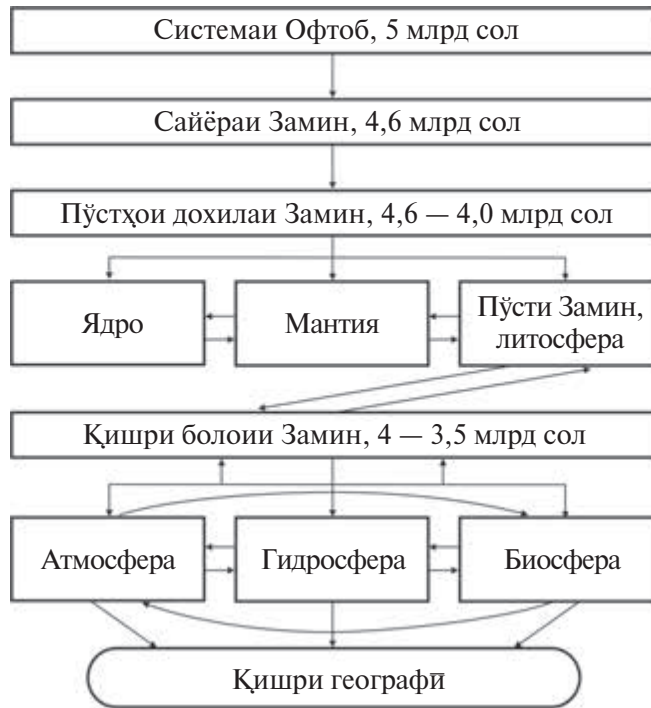 Системаи Офтоб, 5 млрд сол
Сайёраи Замин, 4,6 млрд сол
Пӯстҳои дохилаи Замин, 4,6 — 4,0 млрд сол
Ядро
Мантия
Пӯсти Замин,
литосфера
Қишри болоии Замин, 4 — 3,5 млрд сол
Атмосфера
Гидросфера
Биосфера
Қишри географӣ